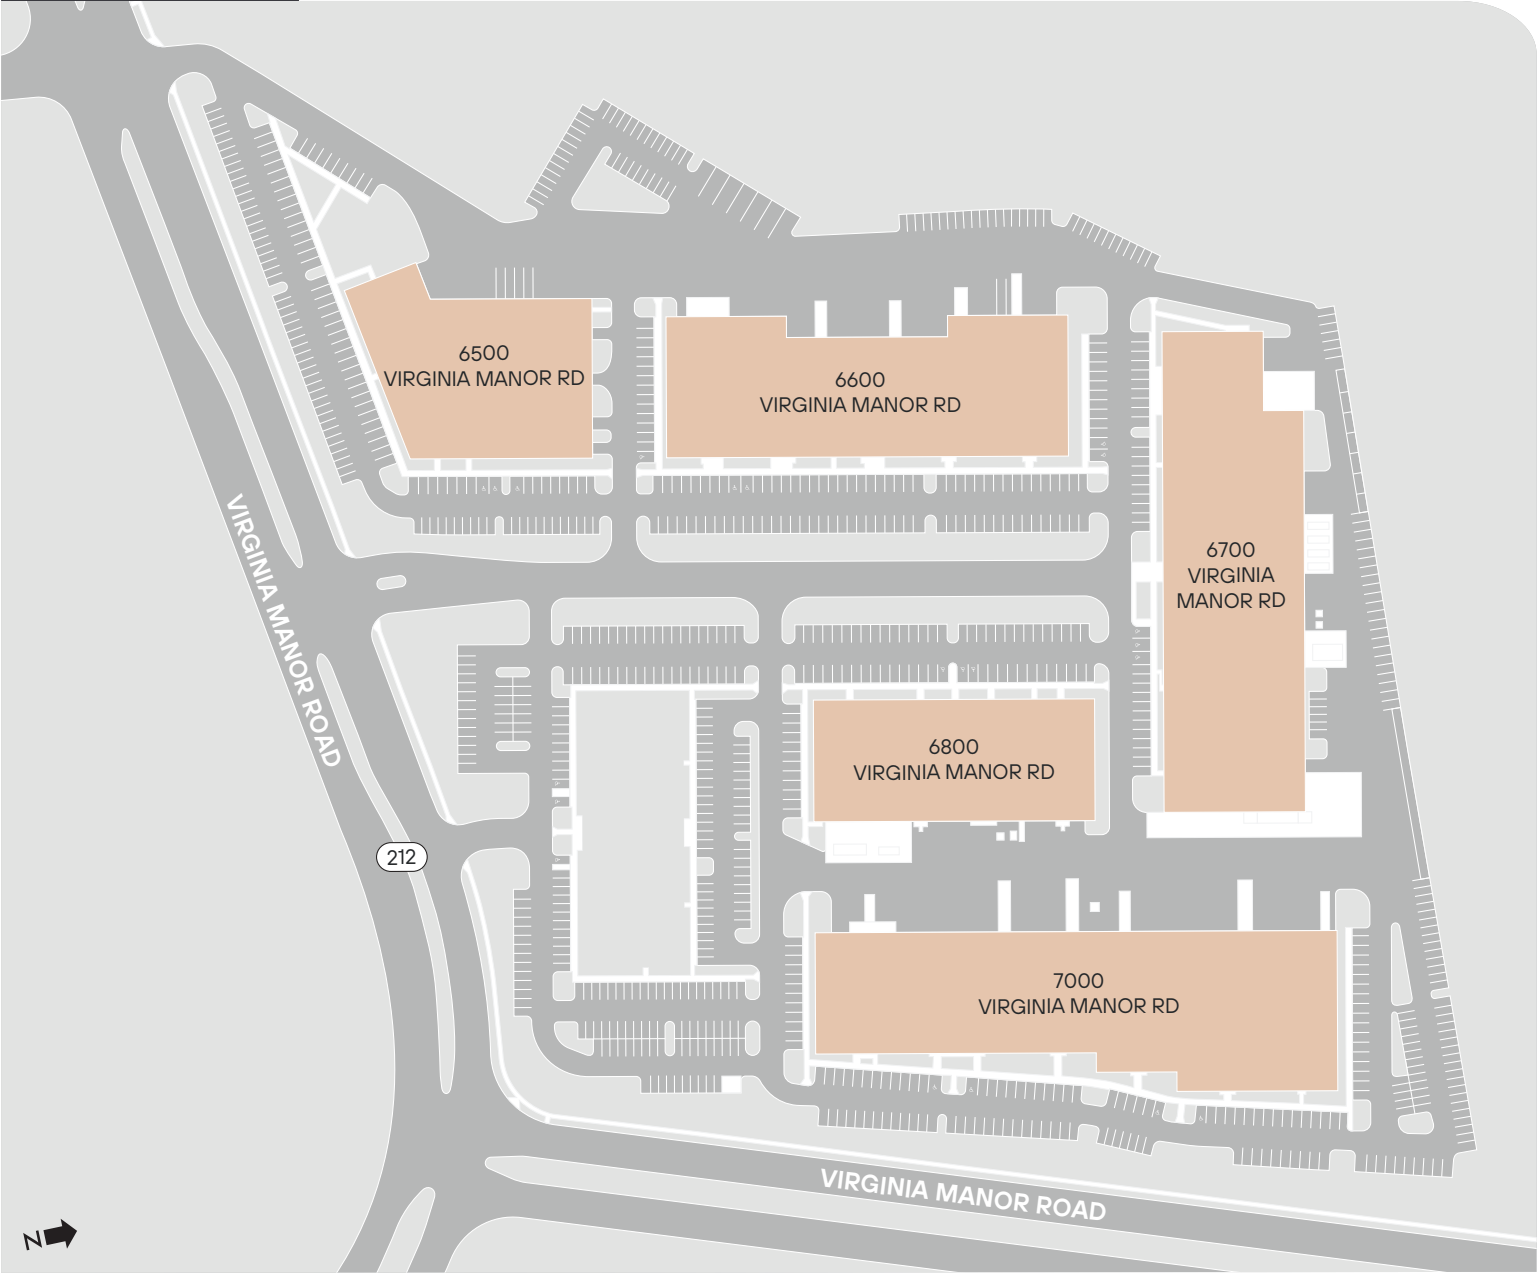 6500
VIRGINIA MANOR RD
6600
VIRGINIA MANOR RD
6700
VIRGINIA
MANOR RD
VIRGINIA MANOR ROAD
6800
VIRGINIA MANOR RD
212
7000
VIRGINIA MANOR RD
VIRGINIA MANOR ROAD
N